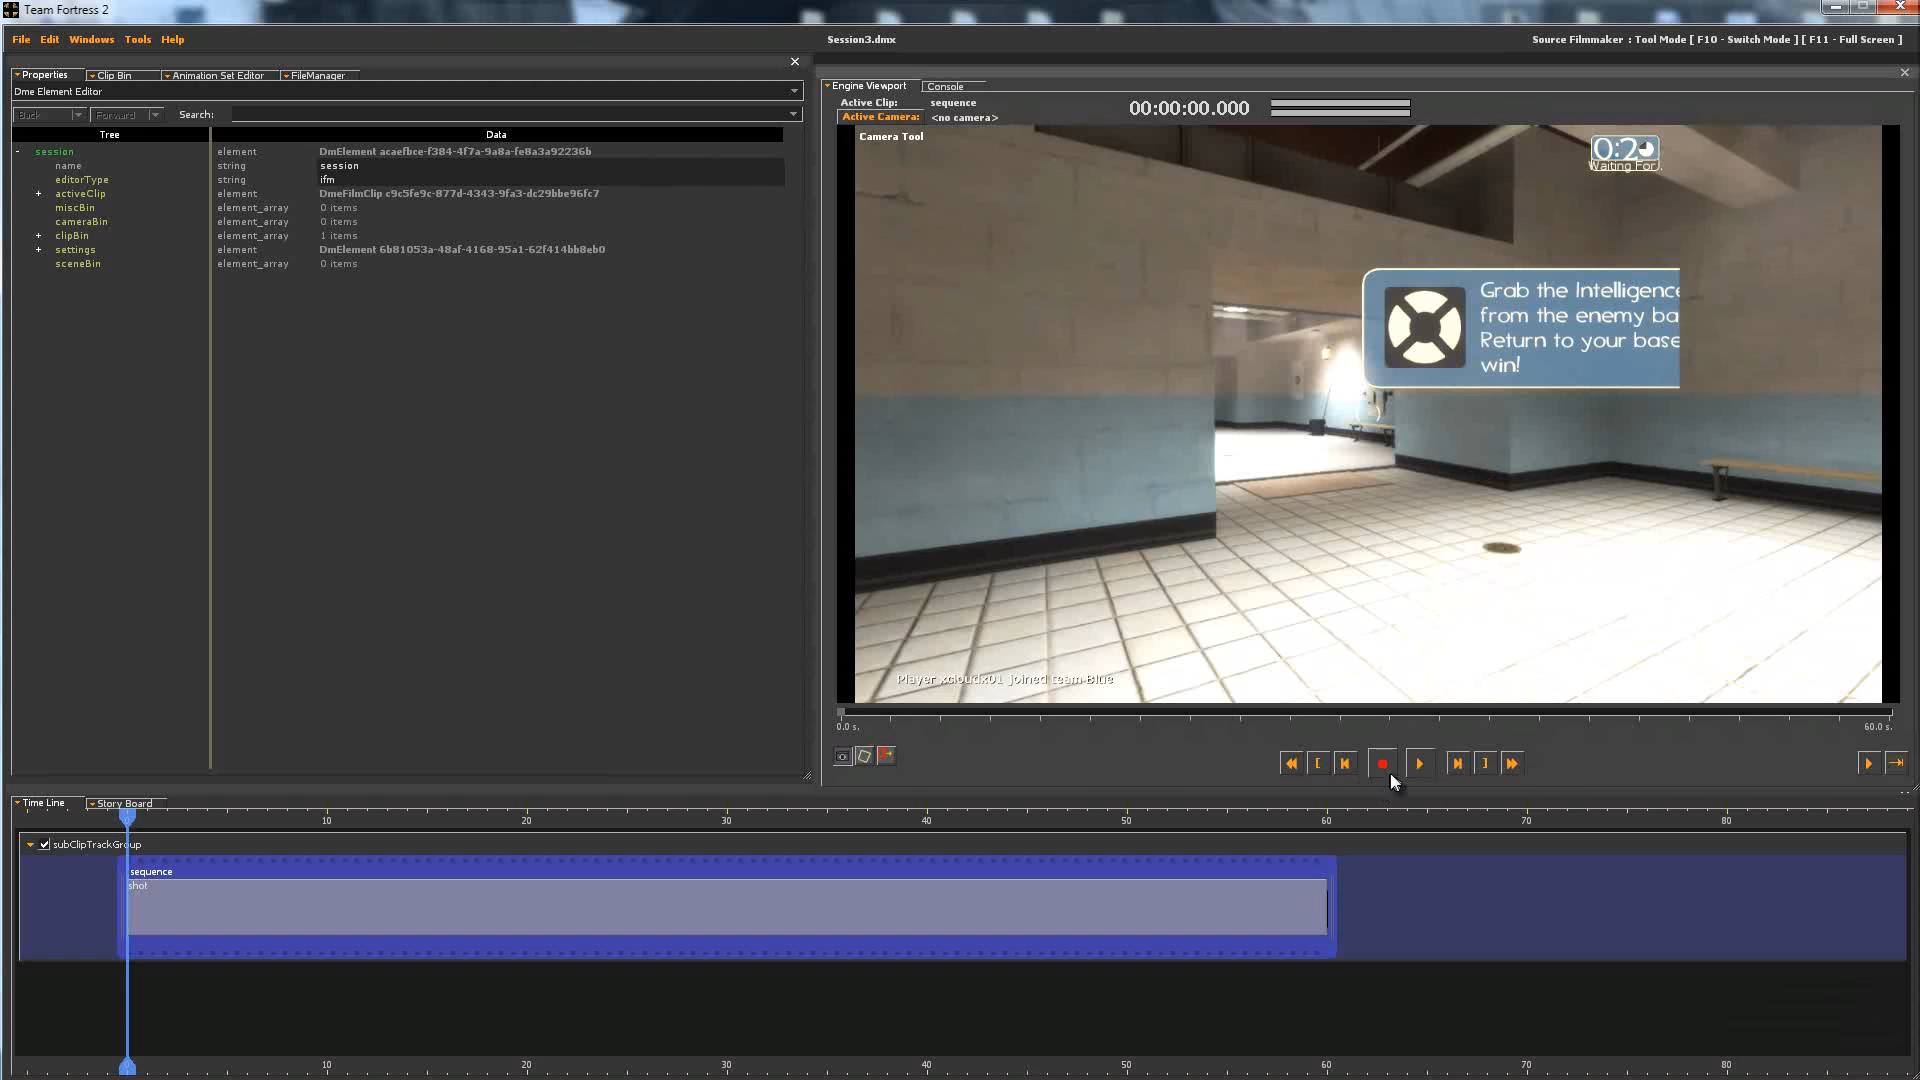 Team Fortress 2
File Edit Windows Tools Help
Session3.dmx
Source Filmmaker : Tool Mode [ F10 - Switch Mode ] [ F11 - Full Screen ]
Properties Clip Bin Animation Set Editor FileManager
Dme Element Editor
Back Forward Search:
Tree Data
session element DmElement acaefbce-f384-4f7a-9a8a-fe8a3a92236b
name string session
editorType string ifm
activeClip element DmeFilmClip c9c5fe9c-877d-4343-9fa3-dc29bbe96fc7
miscBin element_array 0 items
cameraBin element_array 0 items
clipBin element_array 1 items
settings element DmElement 6b81053a-48af-4168-95a1-62f414bb8eb0
sceneBin element_array 0 items
Engine Viewport Console
Active Clip: sequence
Active Camera: <no camera>
00:00:00.000
Camera Tool
0:2
Waiting For
Grab the Intelligence
from the enemy ba
Return to your base
win!
Player xcloudx01 joined team Blue
0.0 s. 60.0 s.
Time Line Story Board
0 10 20 30 40 50 60 70 80
subClipTrackGroup
sequence
shot
0 10 20 30 40 50 60 70 80